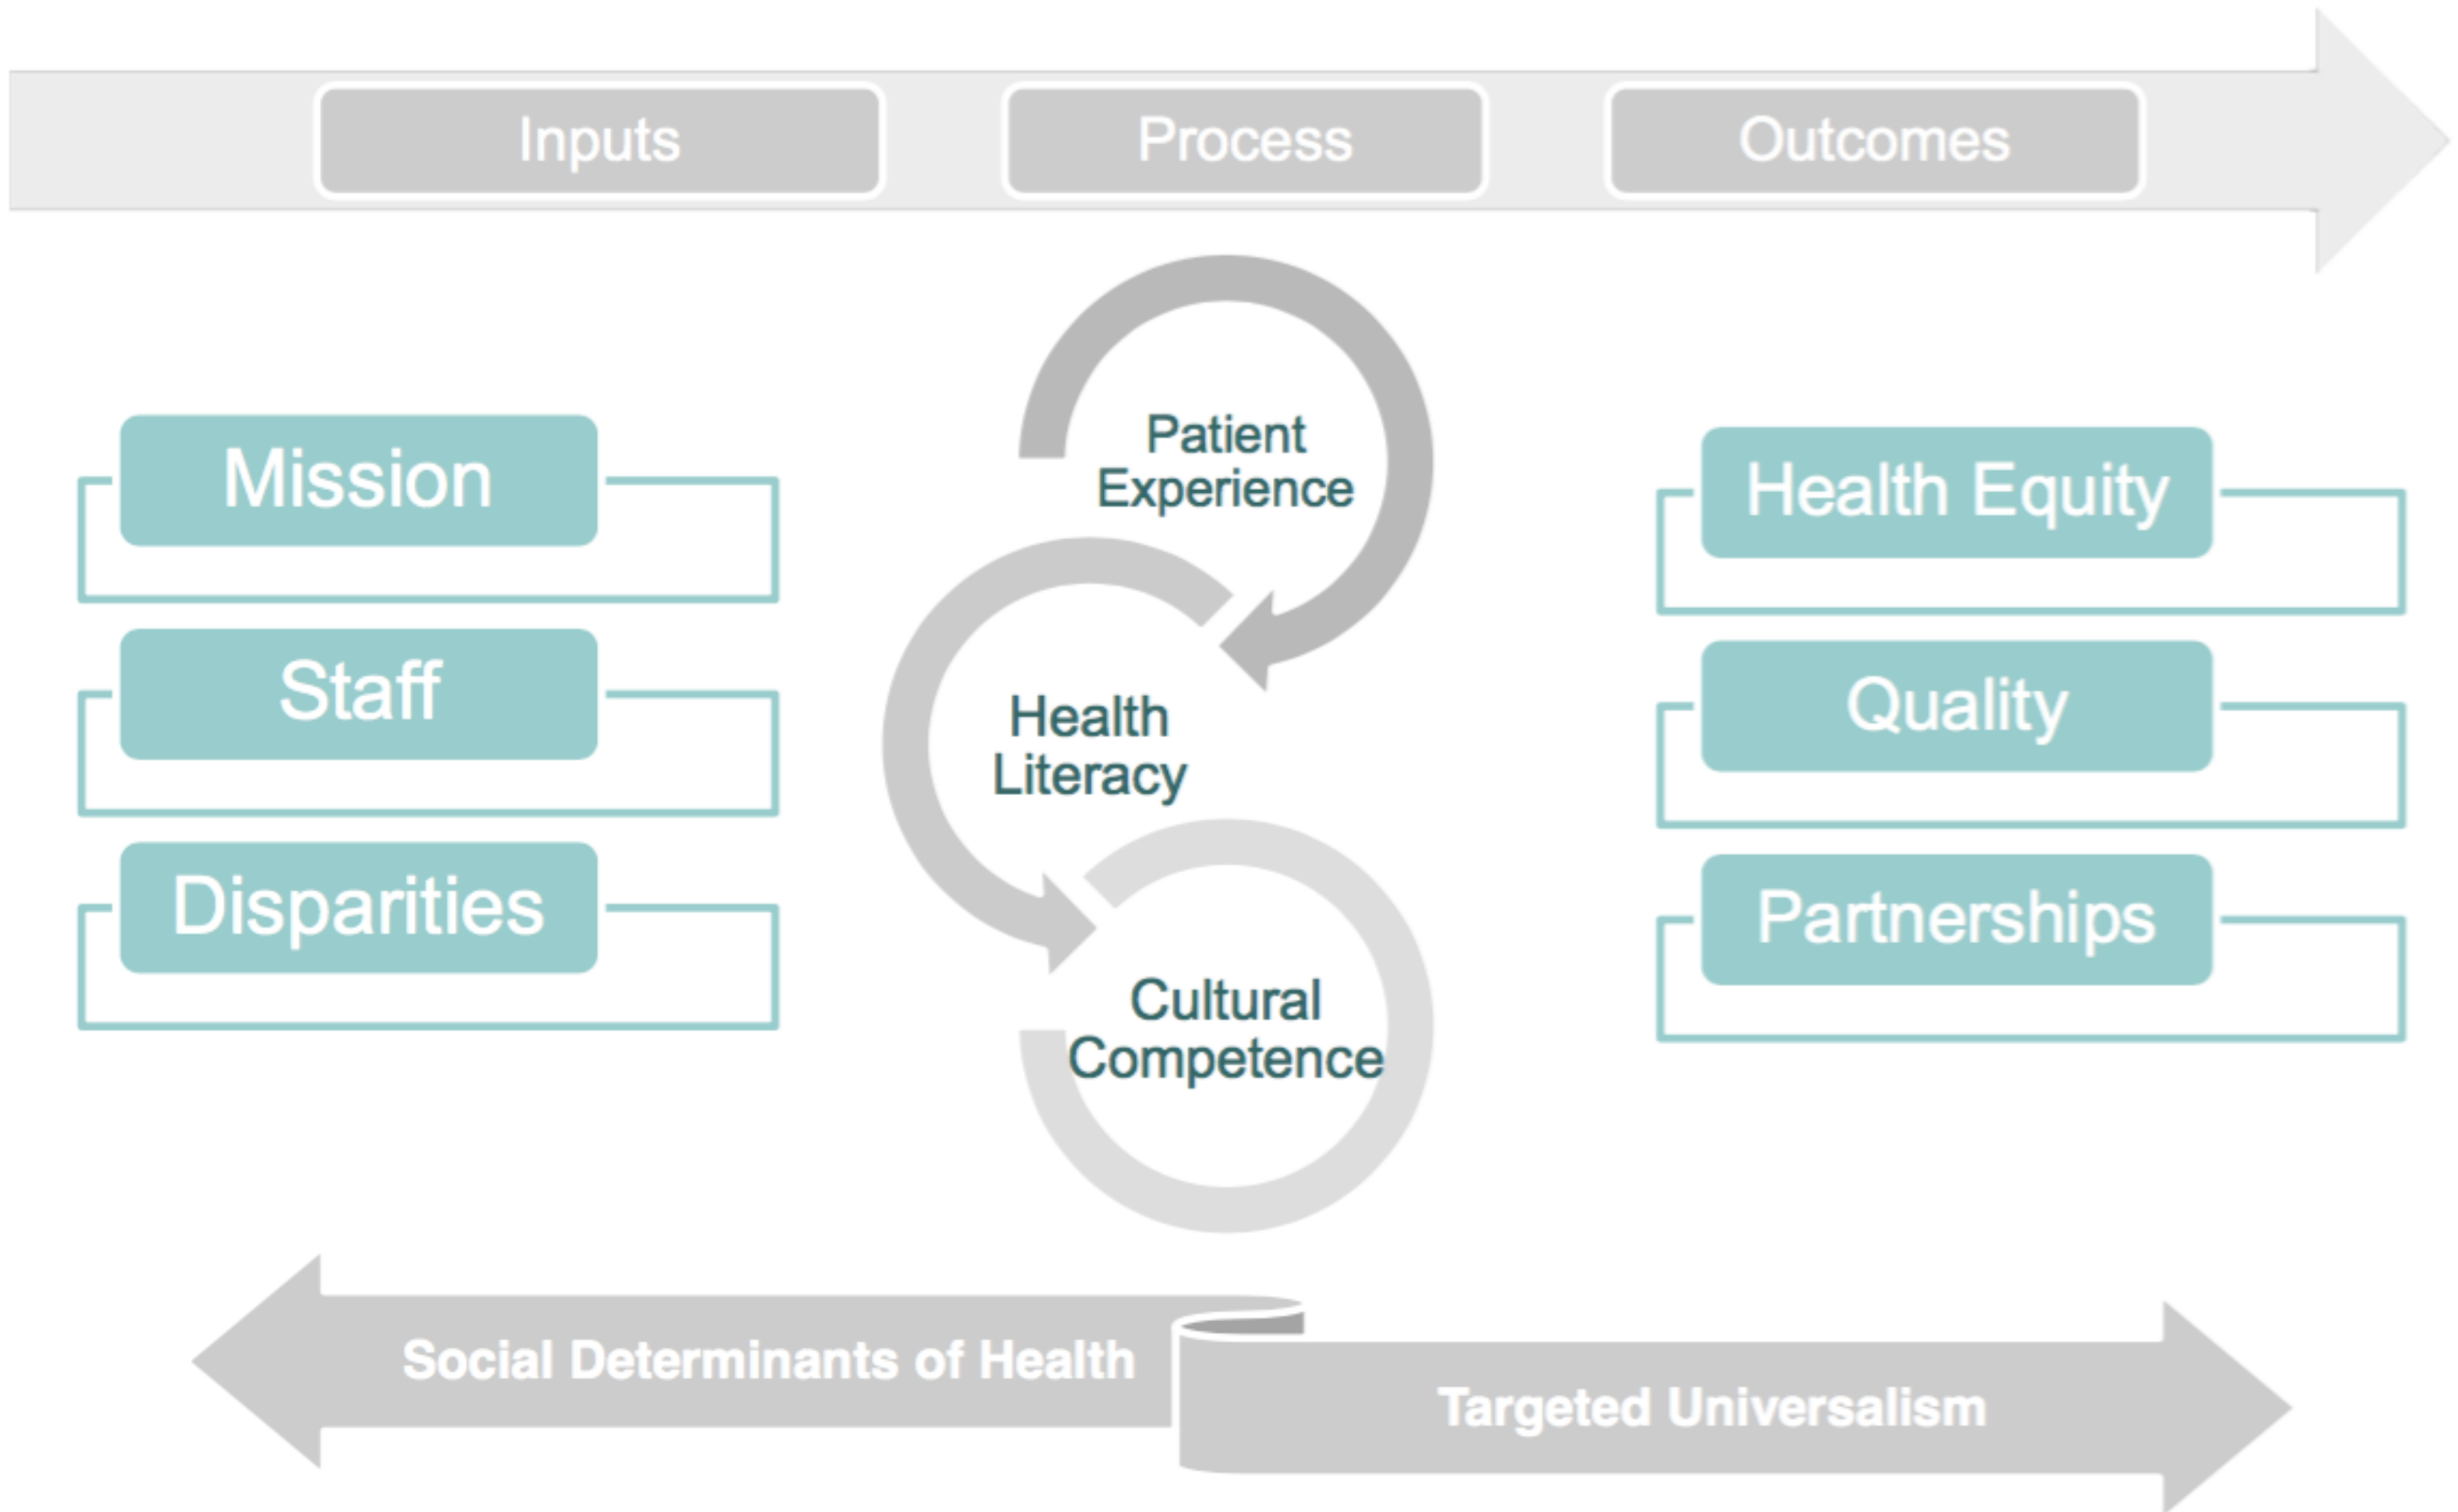 Inputs
Process
Outcomes
Mission
Staff
Disparities
Patient
Experience
Health
Literacy
Cultural
Competence
Health Equity
Quality
Partnerships
Social Determinants of Health
Targeted Universalism